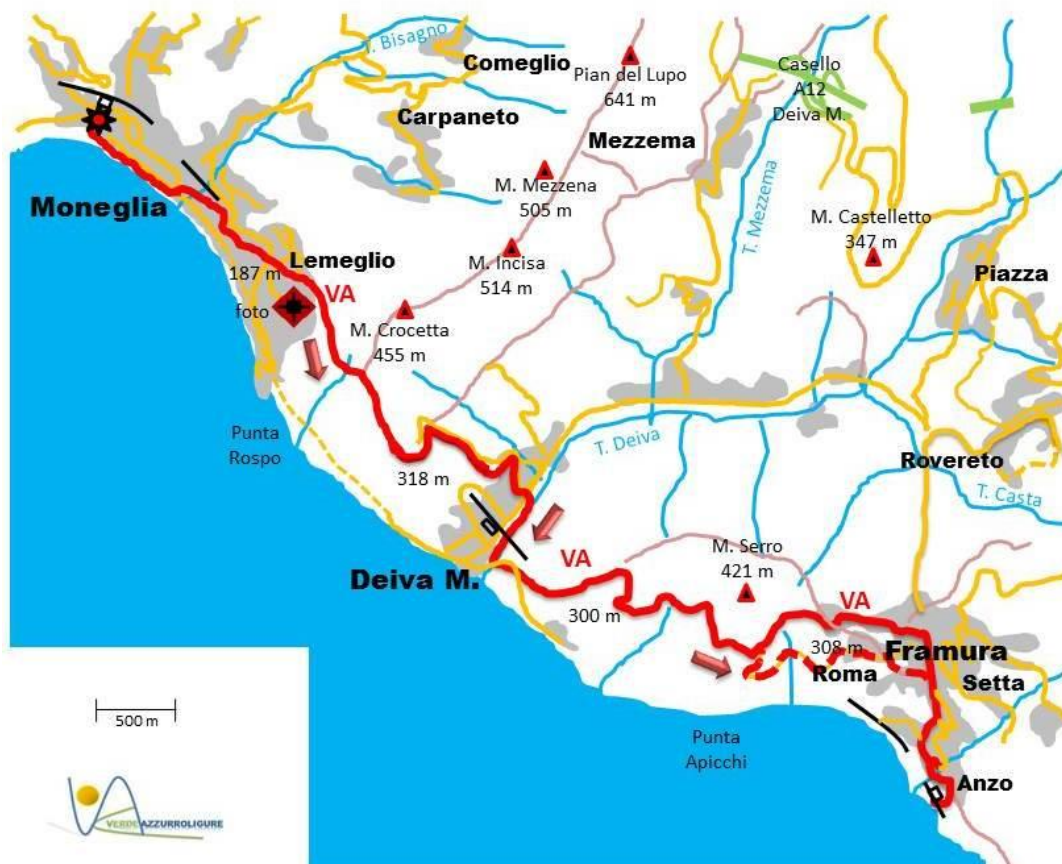 T. Bisagno
Comeglio
Pian del Lupo
641 m
Casello
A12
Deiva M.
Carpaneto
Mezzema
M. Mezzena
505 m
T. Mezzema
Moneglia
M. Castelletto
347 m
Lemeglio
187 m
VA
foto
M. Incisa
514 m
Piazza
M. Crocetta
455 m
Punta
Rospo
318 m
T. Deiva
Rovereto
T. Casta
Deiva M.
VA
M. Serro
421 m
300 m
VA
308 m
Framura
Roma
Setta
500 m
Punta
Apicchi
Anzo
VERDEAZZURROLIGURE